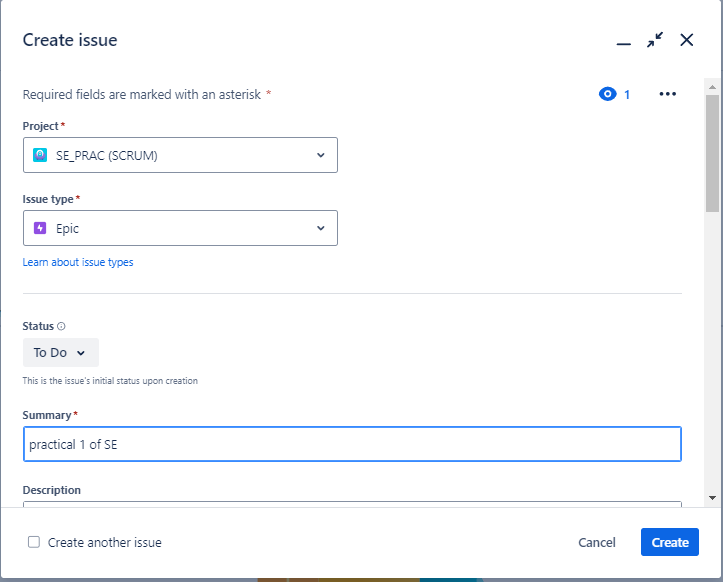 Create issue
Required fields are marked with an asterisk *
1
Project*
SE_PRAC (SCRUM)
Issue type*
Epic
Learn about issue types
Status
To Do
This is the issue's initial status upon creation
Summary*
practical 1 of SE
Description
Create another issue
Cancel
Create